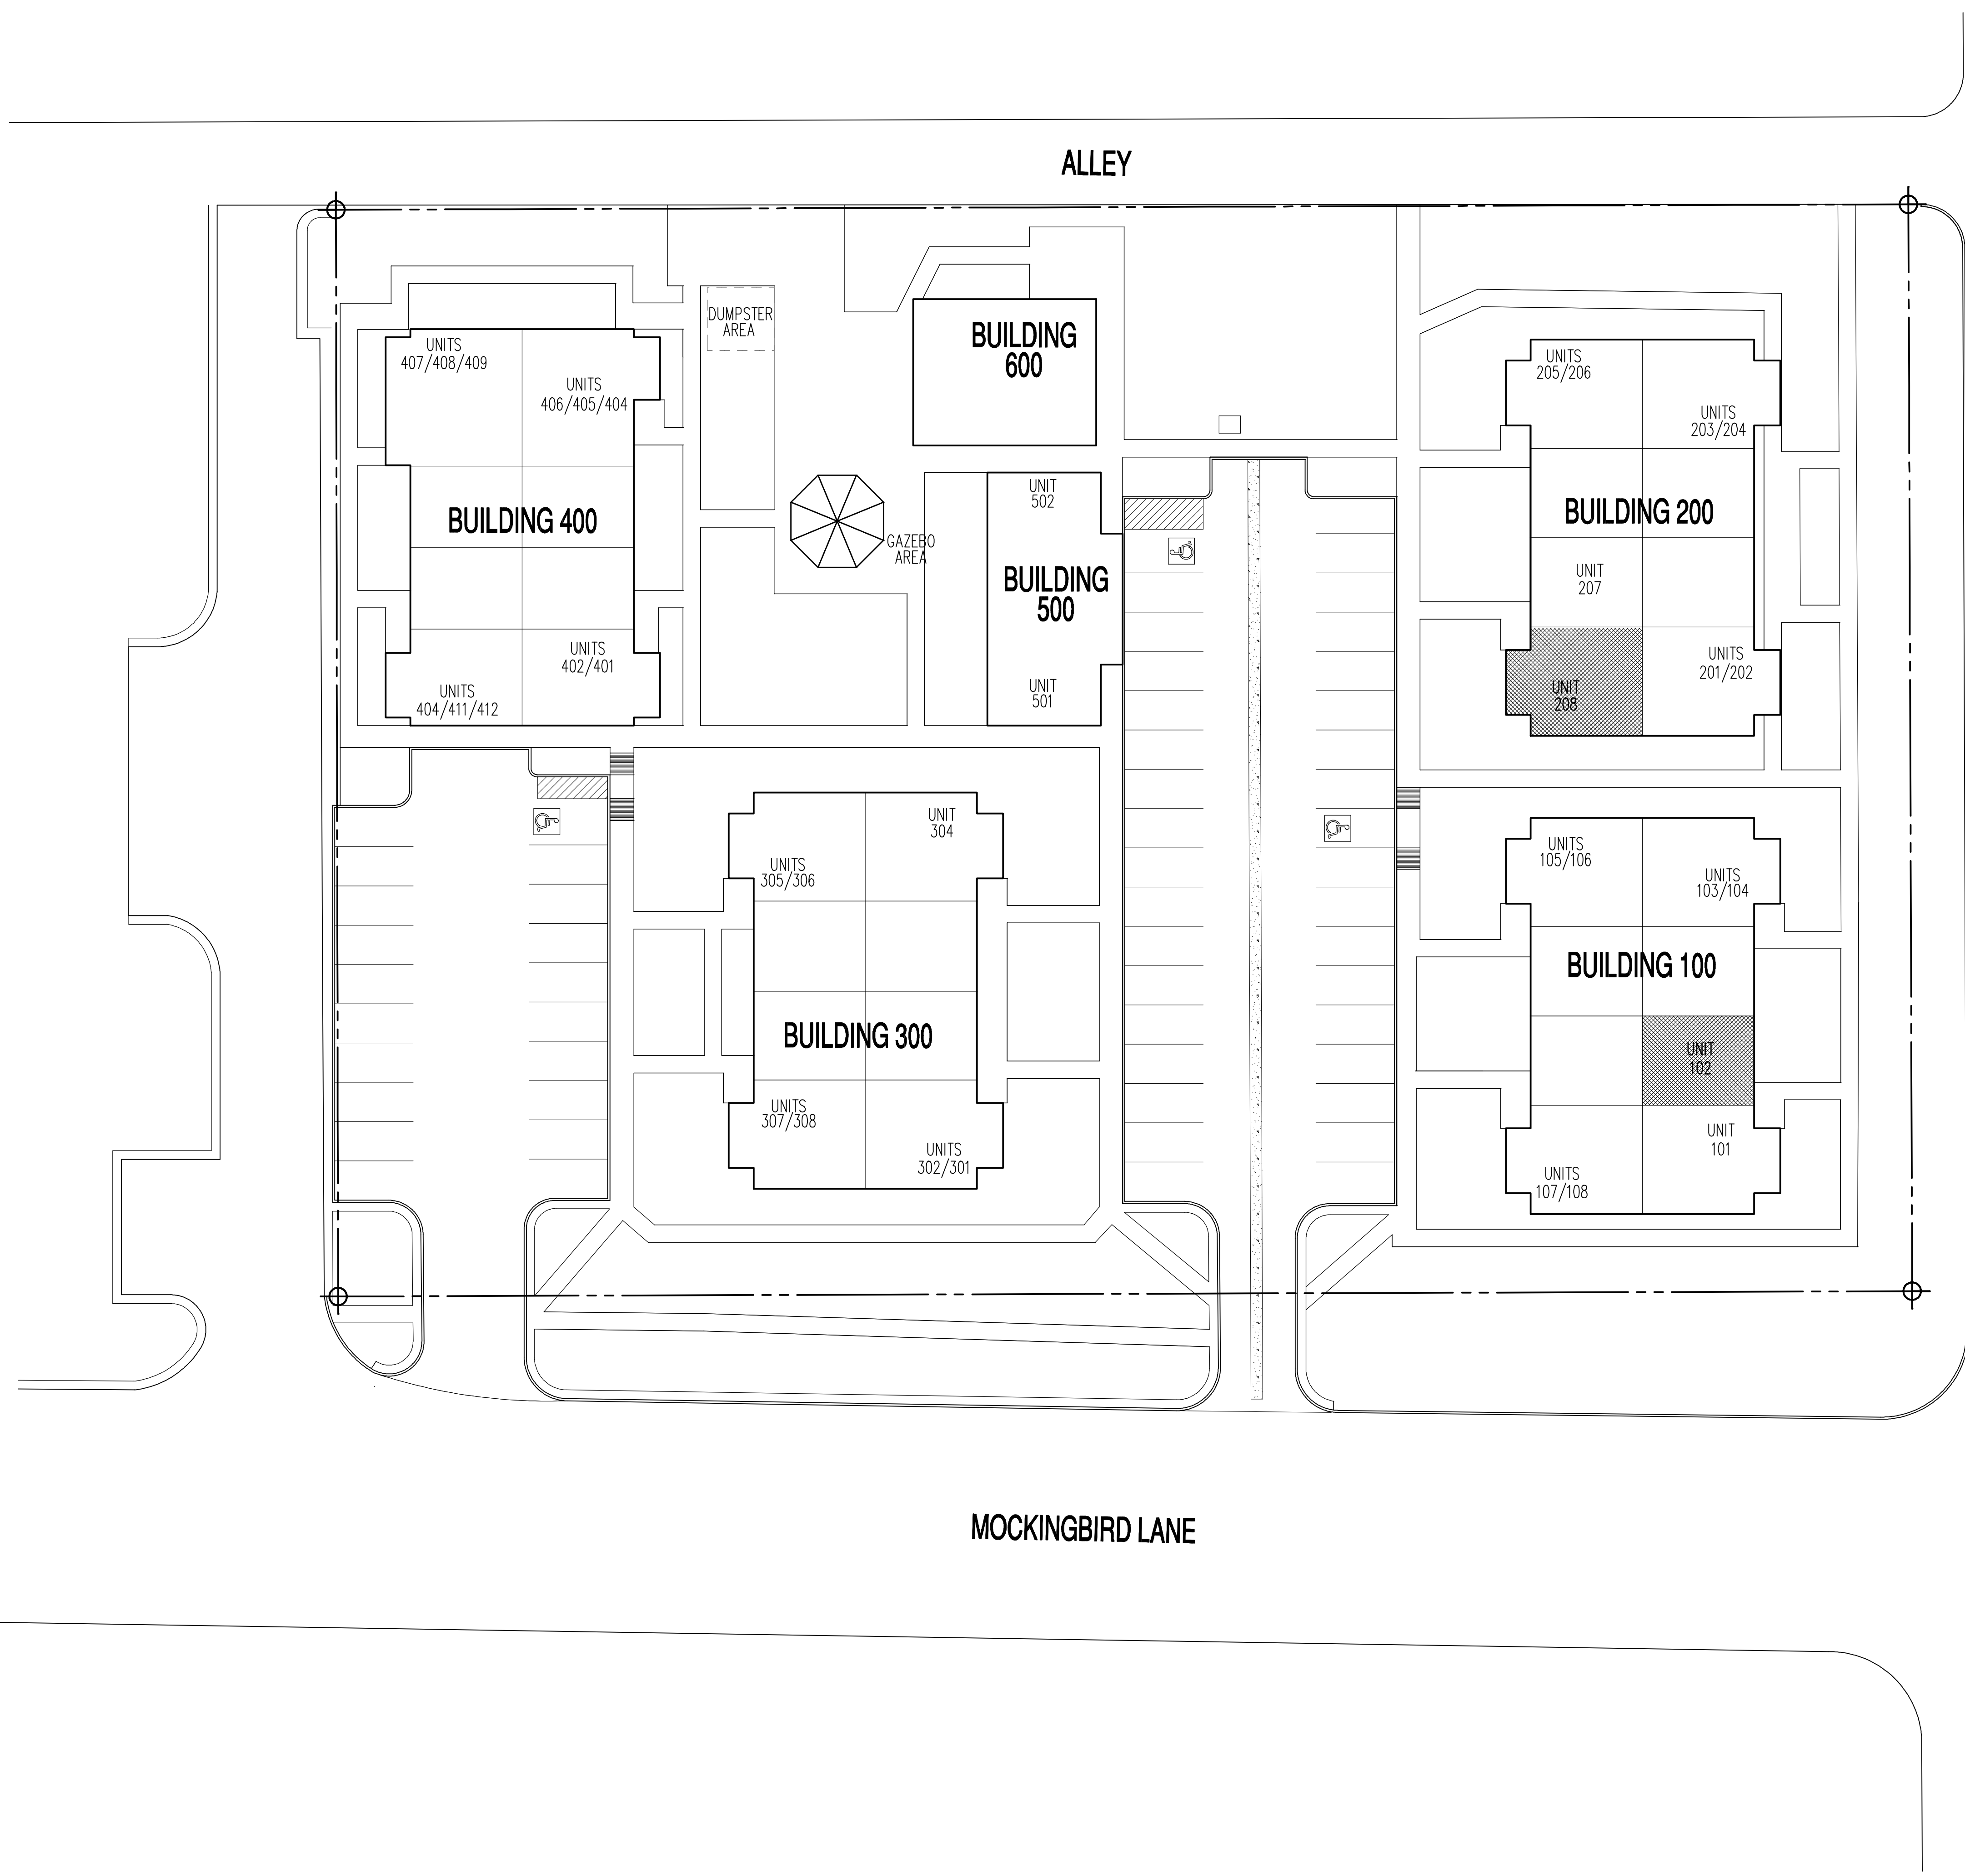 ALLEY
UNITS
407/408/409
UNITS
406/405/404
BUILDING 400
UNITS
402/401
UNITS
404/411/412
DUMPSTER
AREA
GAZEBO
AREA
BUILDING
600
UNIT
502
BUILDING
500
UNIT
501
UNITS
205/206
UNITS
203/204
BUILDING 200
UNIT
207
UNIT
208
UNITS
201/202
UNIT
304
UNITS
305/306
BUILDING 300
UNITS
307/308
UNITS
302/301
UNITS
105/106
UNITS
103/104
BUILDING 100
UNIT
102
UNIT
101
UNITS
107/108
MOCKINGBIRD LANE